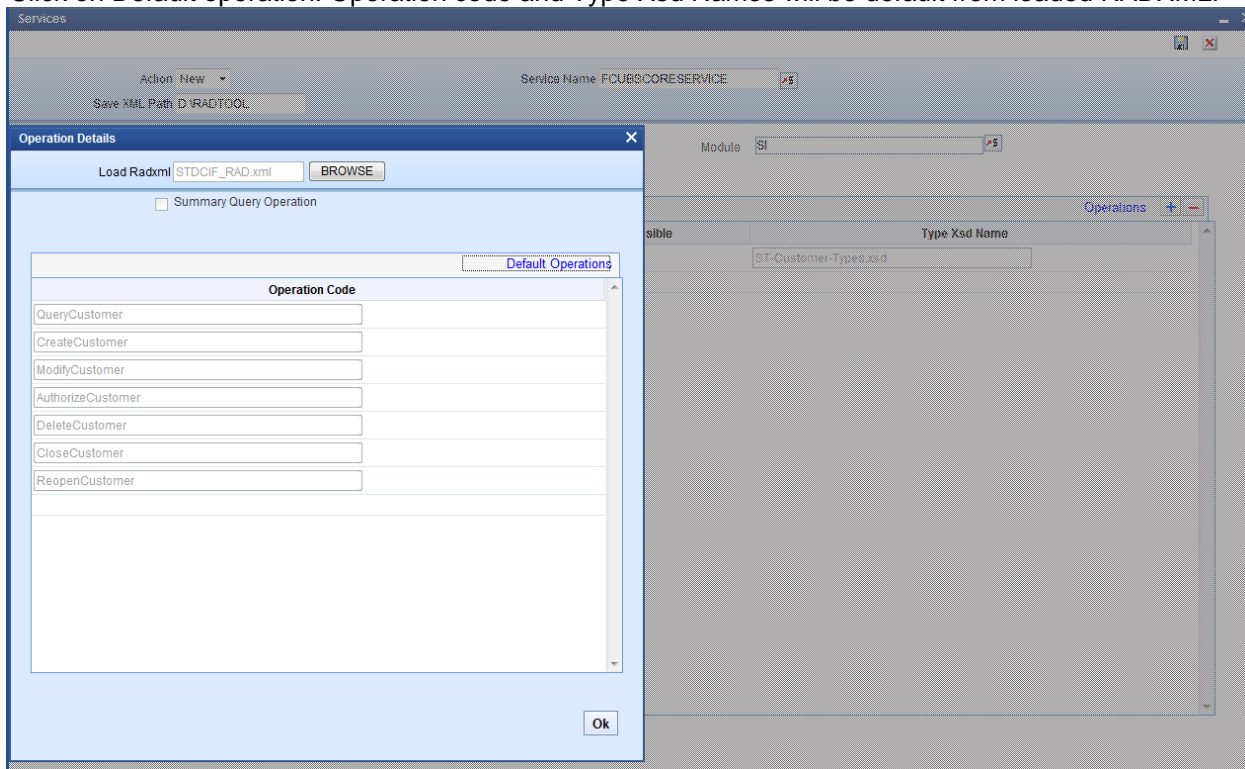 Click on Default operation. Operation code and Type Xsd Names will be default from loaded RADXML.
Services
Action New
Service Name FCUBSCORESERVICE
Save XML Path D:\RADTOOL
Operation Details
Module SI
Load Radxml STDCIF_RAD.xml BROWSE
Summary Query Operation
Operations
sible Type Xsd Name
ST-Customer-Types.xsd
Default Operations
Operation Code
QueryCustomer
CreateCustomer
ModifyCustomer
AuthorizeCustomer
DeleteCustomer
CloseCustomer
ReopenCustomer
Ok